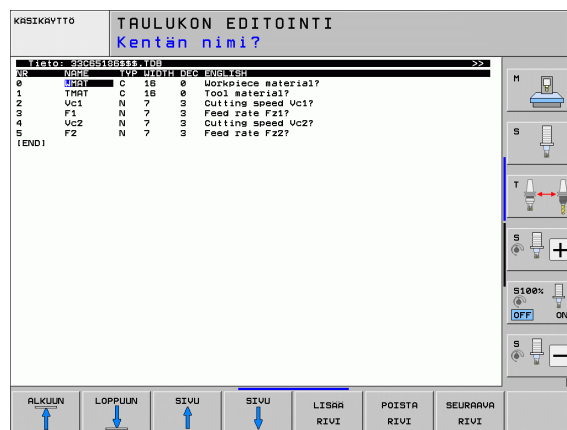 KÄSIKÄYTTÖ
TAULUKON EDITOINTI
Kentän nimi?
Tieto: 33C65186$$$.TDB >>
NR NAME TYP WIDTH DEC ENGLISH
0 WMAT C 16 0 Workpiece material?
1 TMAT C 16 0 Tool material?
2 Vc1 N 7 3 Cutting speed Vc1?
3 F1 N 7 3 Feed rate Fz1?
4 Vc2 N 7 3 Cutting speed Vc2?
5 F2 N 7 3 Feed rate Fz2?
[END]
M
S
T
S
+
S100%
OFF ON
S
−
ALKUUN LOPPUUN SIVU SIVU LISÄÄ POISTA SEURAAVA
RIVI RIVI RIVI